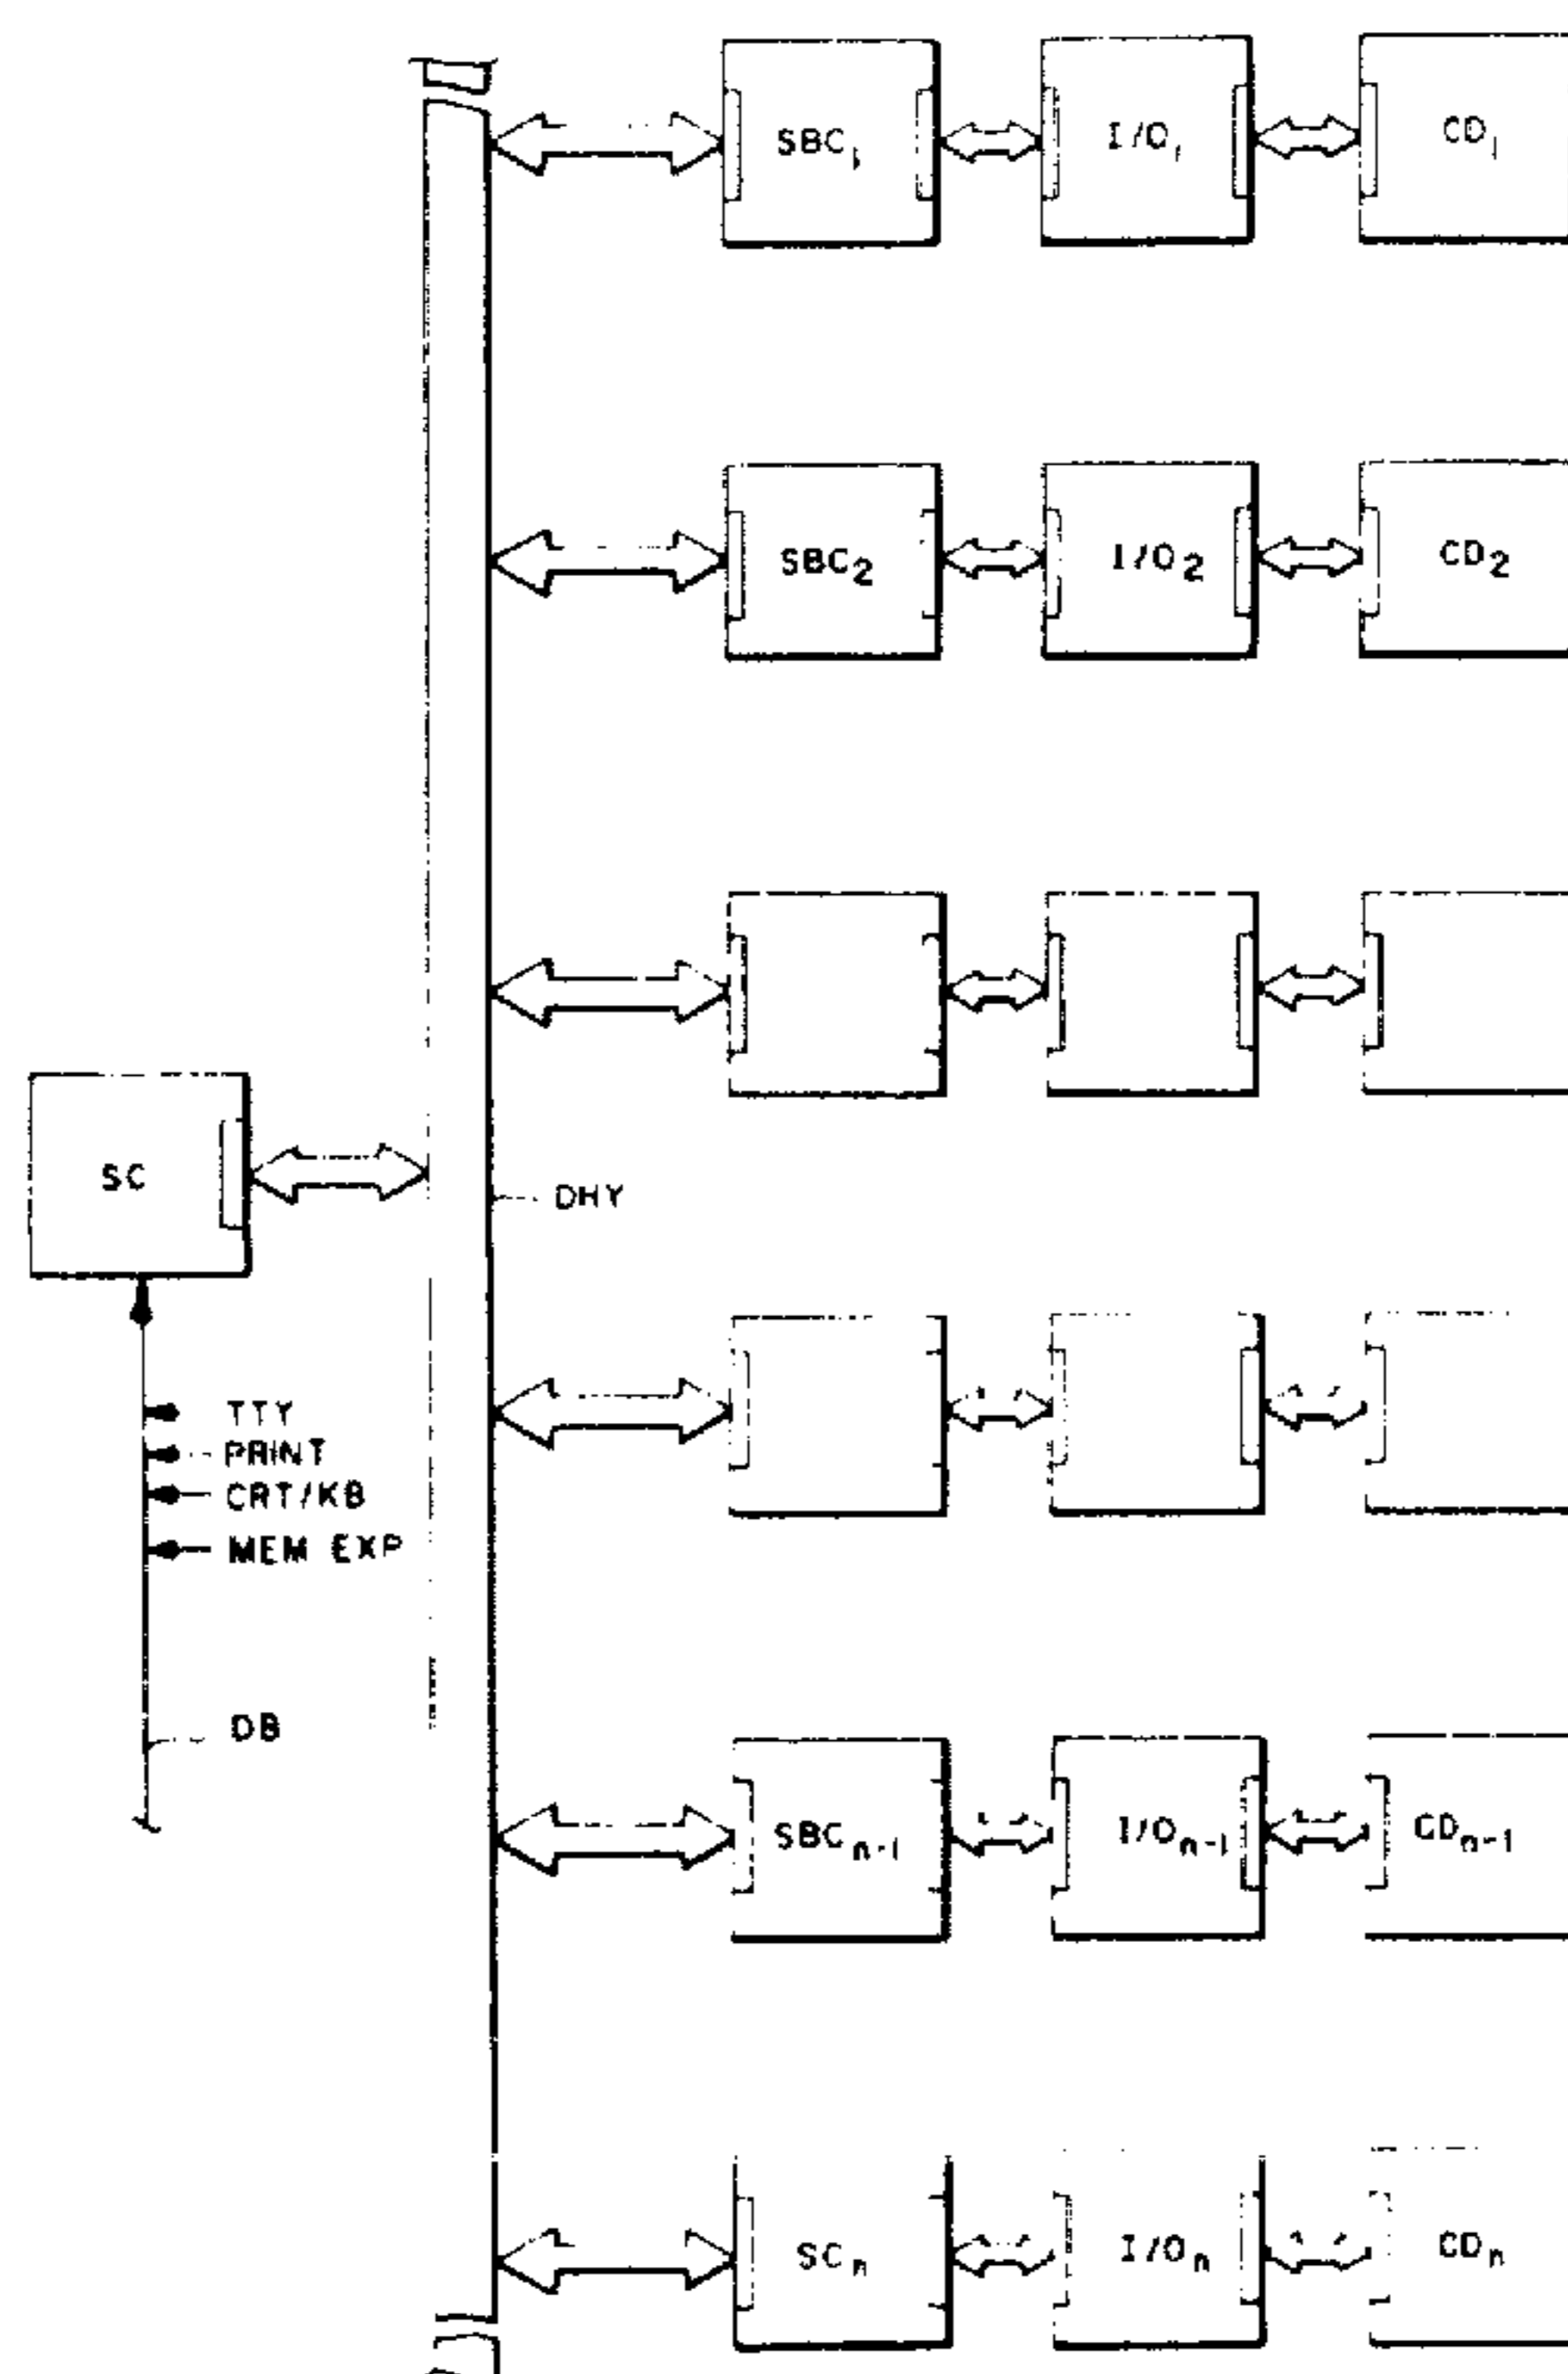 SBC₁ I/O₁ CD₁
SBC₂ I/O₂ CD₂
SC
DHY
TTY
PRINT
CRT/KB
MEM EXP
DB
SBCₙ₋₁ I/Oₙ₋₁ CDₙ₋₁
SCₙ I/Oₙ CDₙ